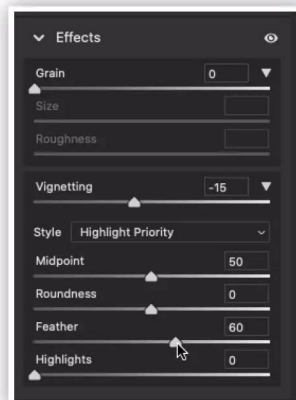 Effects
Grain 0
Size
Roughness
Vignetting -15
Style Highlight Priority
Midpoint 50
Roundness 0
Feather 60
Highlights 0